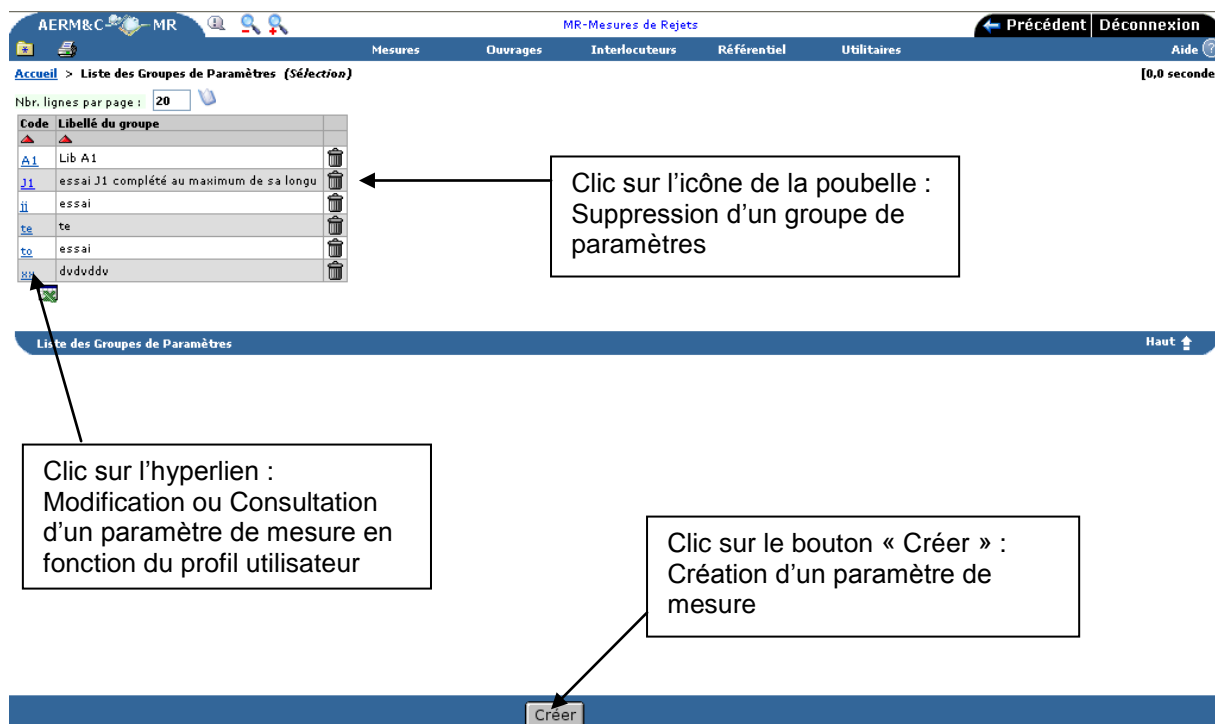 AERM&C MR MR-Mesures de Rejets Précédent Déconnexion
Mesures Ouvrages Interlocuteurs Référentiel Utilitaires Aide ?
Accueil > Liste des Groupes de Paramètres (Sélection) [0,0 seconde
Nbr. lignes par page : 20
Code Libellé du groupe
A1 Lib A1
J1 essai J1 complété au maximum de sa longu
jj essai
te te
to essai
xx dvdvddv
Clic sur l’icône de la poubelle :
Suppression d’un groupe de
paramètres
Liste des Groupes de Paramètres Haut
Clic sur l’hyperlien :
Modification ou Consultation
d’un paramètre de mesure en
fonction du profil utilisateur
Clic sur le bouton « Créer » :
Création d’un paramètre de
mesure
Créer